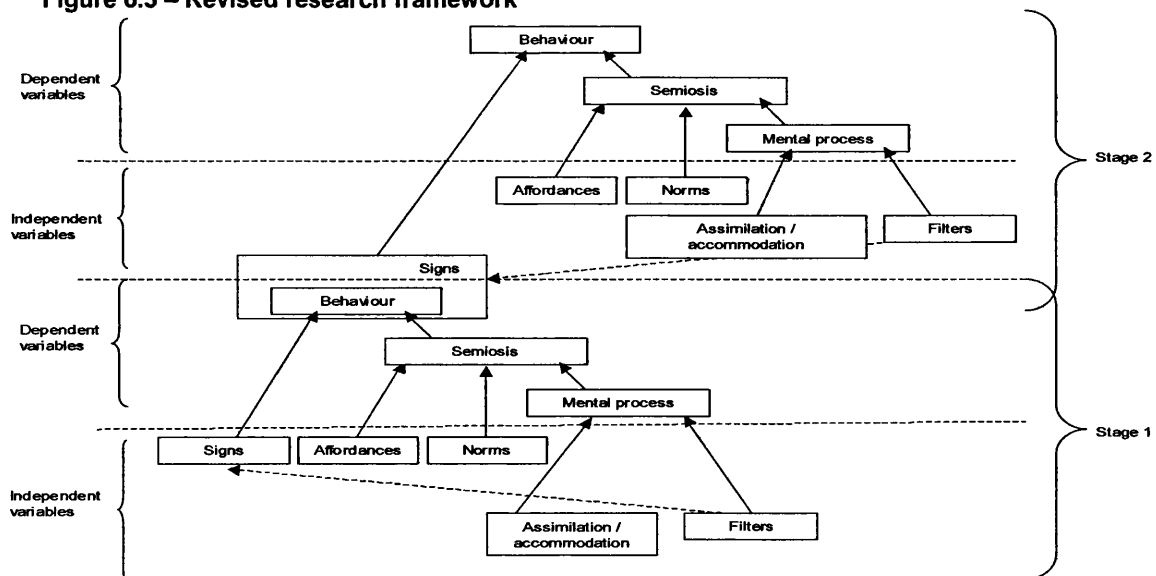 Figure 6.3 – Revised research framework
Behaviour
Dependent
variables
Semiosis
Mental process
Stage 2
Affordances
Norms
Independent
variables
Assimilation /
accommodation
Filters
Signs
Behaviour
Dependent
variables
Semiosis
Mental process
Stage 1
Signs
Affordances
Norms
Independent
variables
Assimilation /
accommodation
Filters